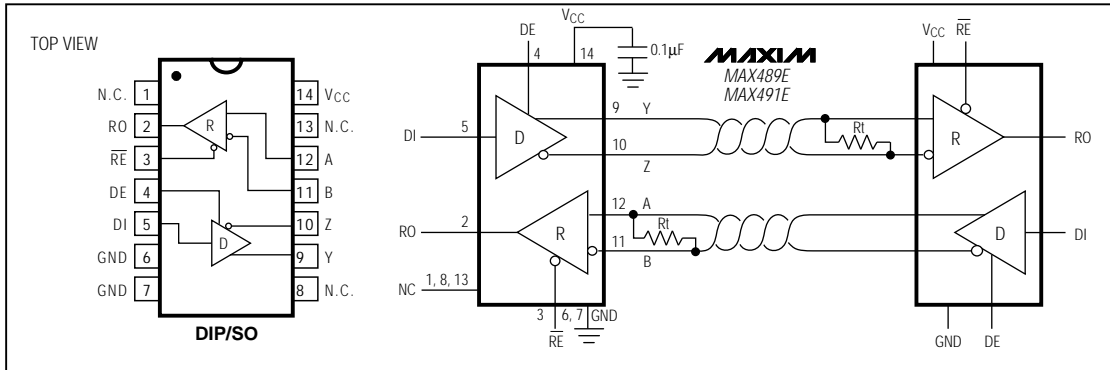 TOP VIEW
N.C. 1
RO 2
RE 3
DE 4
DI 5
GND 6
GND 7
14 VCC
13 N.C.
12 A
11 B
10 Z
9 Y
8 N.C.
R
D
DIP/SO
DE
4
VCC
14
0.1µF
MAXIM
MAX489E
MAX491E
DI 5
D
9 Y
10
Z
Rt
RO 2
R
12 A
11
B
Rt
NC 1, 8, 13
3
RE
6, 7 GND
VCC RE
R
RO
D
DI
GND DE